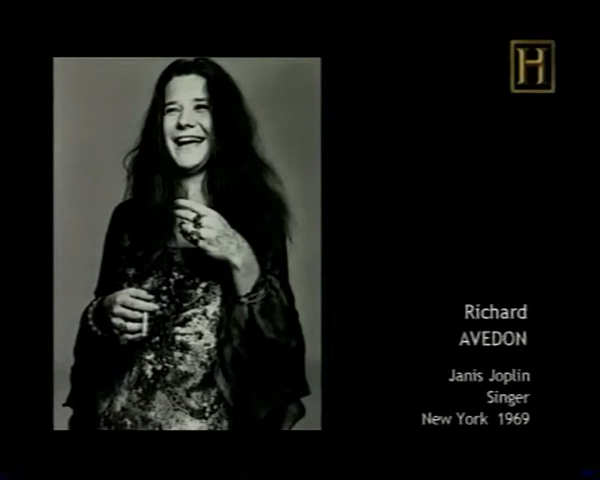 H
Richard
AVEDON
Janis Joplin
Singer
New York 1969